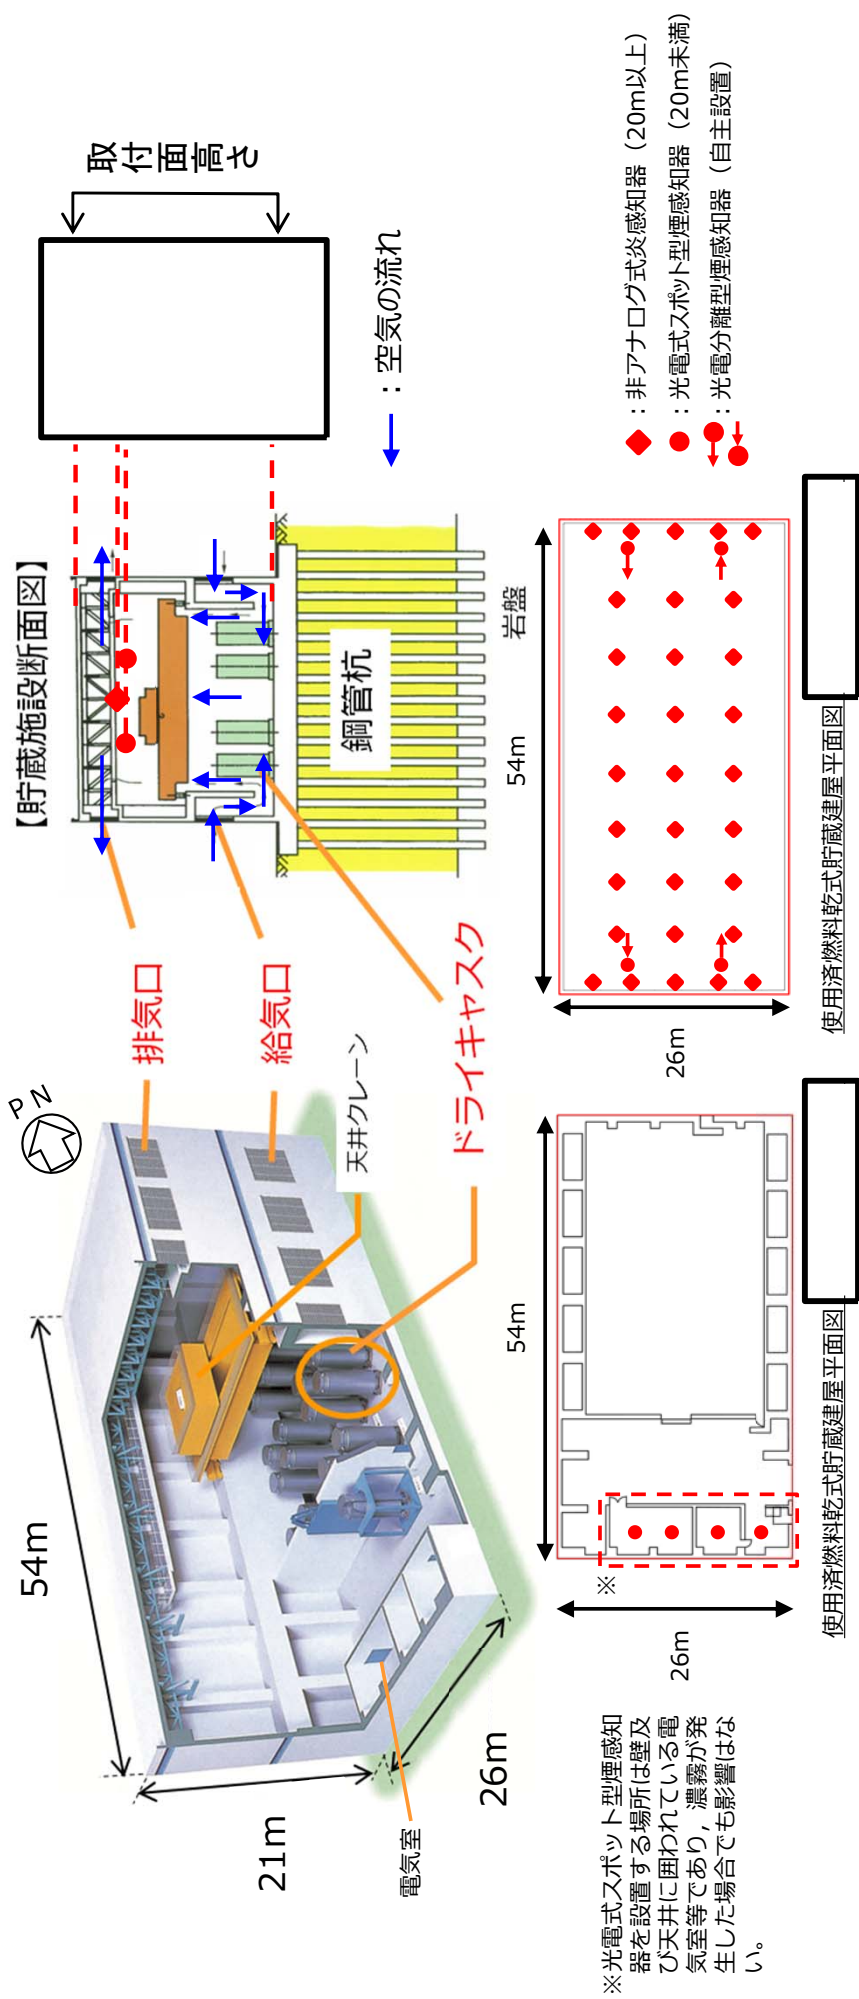 54m
21m
26m
電気室
PN
排気口
給気口
天井クレーン
ドライキャスク
【貯蔵施設断面図】
鋼管杭
岩盤
取付面高さ
：空気の流れ
※光電式スポット型煙感知
器を設置する場所は壁及
び天井に囲われている電
気室等であり，濃霧が発
生した場合でも影響はな
い。
※
54m
26m
使用済燃料乾式貯蔵建屋平面図
54m
26m
使用済燃料乾式貯蔵建屋平面図
：非アナログ式炎感知器（20m以上）
：光電式スポット型煙感知器（20m未満）
：光電分離型煙感知器（自主設置）